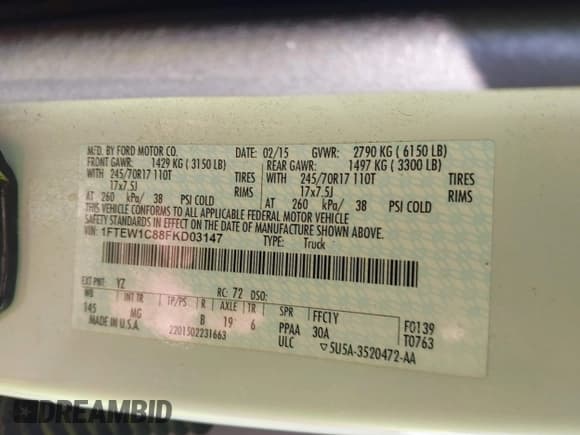 MFD. BY FORD MOTOR CO. 02/15 GVWR: 2790 KG ( 6150 LB)
FRONT GAWR: 1429 KG ( 3150 LB) REAR GAWR: 1497 KG ( 3300 LB)
WITH 245/70R17 110T TIRES WITH 245/70R17 110T TIRES
17x7.5J RIMS 17x7.5J RIMS
AT 260 kPa/ 38 PSI COLD AT 260 kPa/ 38 PSI COLD
THIS VEHICLE CONFORMS TO ALL APPLICABLE FEDERAL MOTOR VEHICLE
SAFETY STANDARDS IN EFFECT ON THE DATE OF MANUFACTURE SHOWN ABOVE.
VIN: 1FTEW1C88FKD03147 TYPE: Truck
EXT PNT: YZ RC: 72 DSO:
WB INT TR TP/PS R AXLE TR SPR FFC1Y F0139
145 MG B 19 6 PPAA 30A T0763
MADE IN U.S.A. 2201502231663 ULC ▽5U5A-3520472-AA
DREAMBID